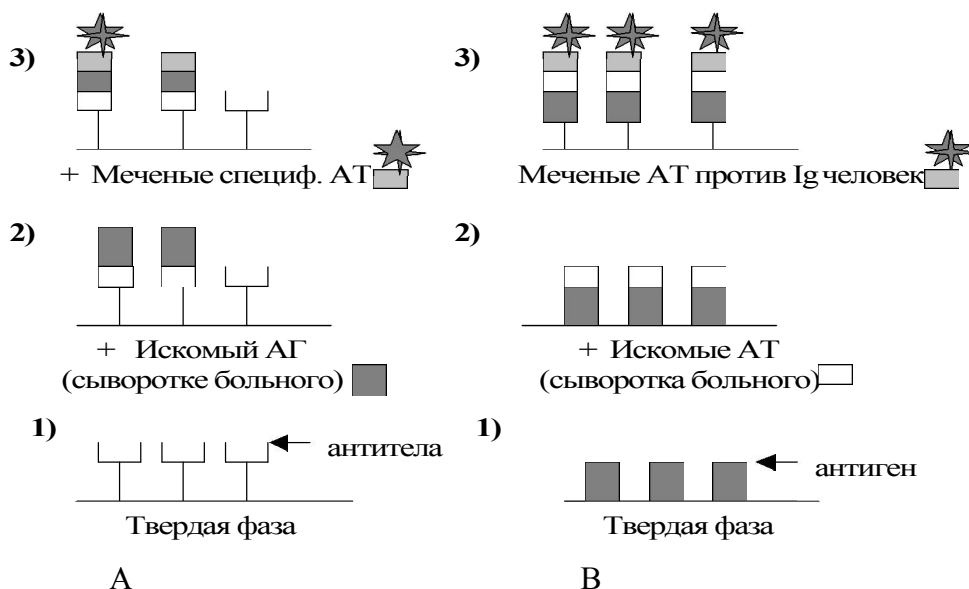 3)
+ Меченые специф. АТ
2)
+ Искомый АГ
(сыворотке больного)
1)
антитела
Твердая фаза
А
3)
Меченые АТ против Ig человек
2)
+ Искомые АТ
(сыворотка больного)
1)
антиген
Твердая фаза
В